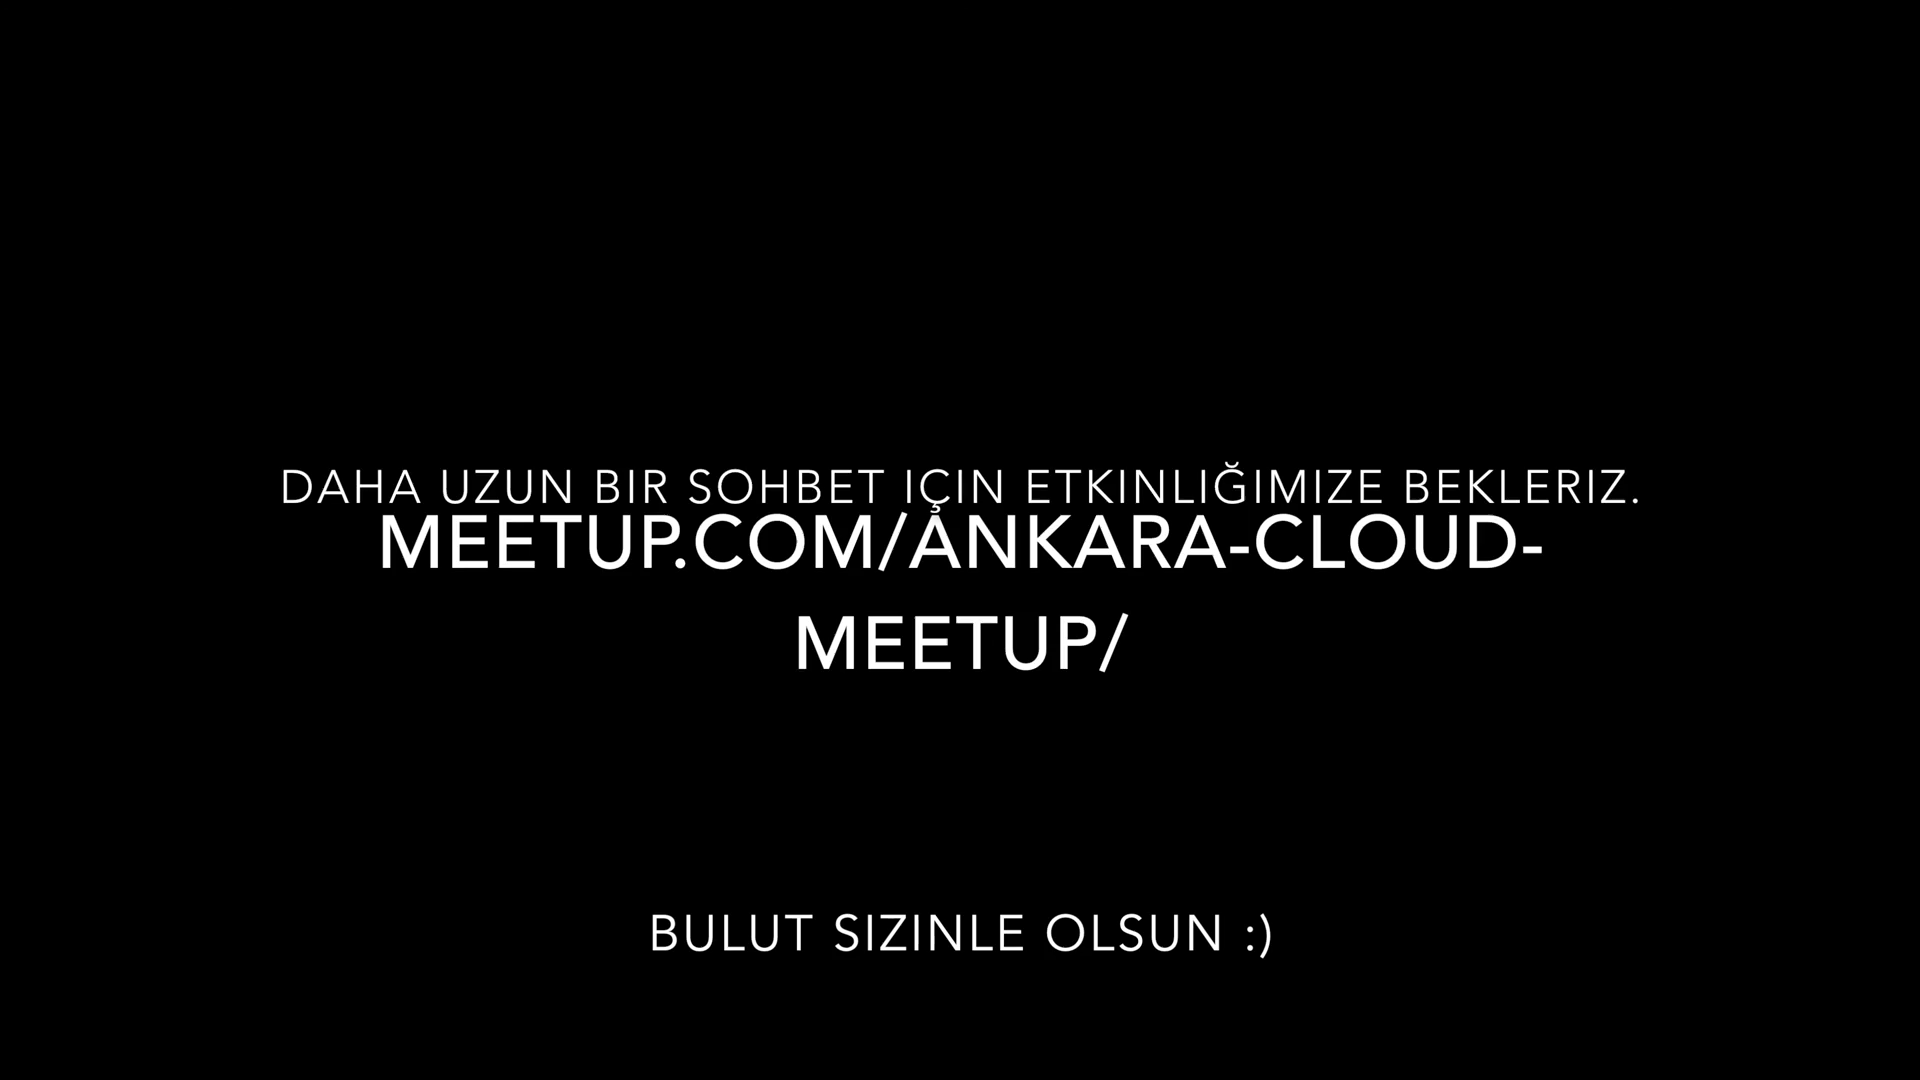 DAHA UZUN BIR SOHBET IÇIN ETKINLIĞIMIZE BEKLERIZ.
MEETUP.COM/ANKARA-CLOUD-
MEETUP/
BULUT SIZINLE OLSUN :)